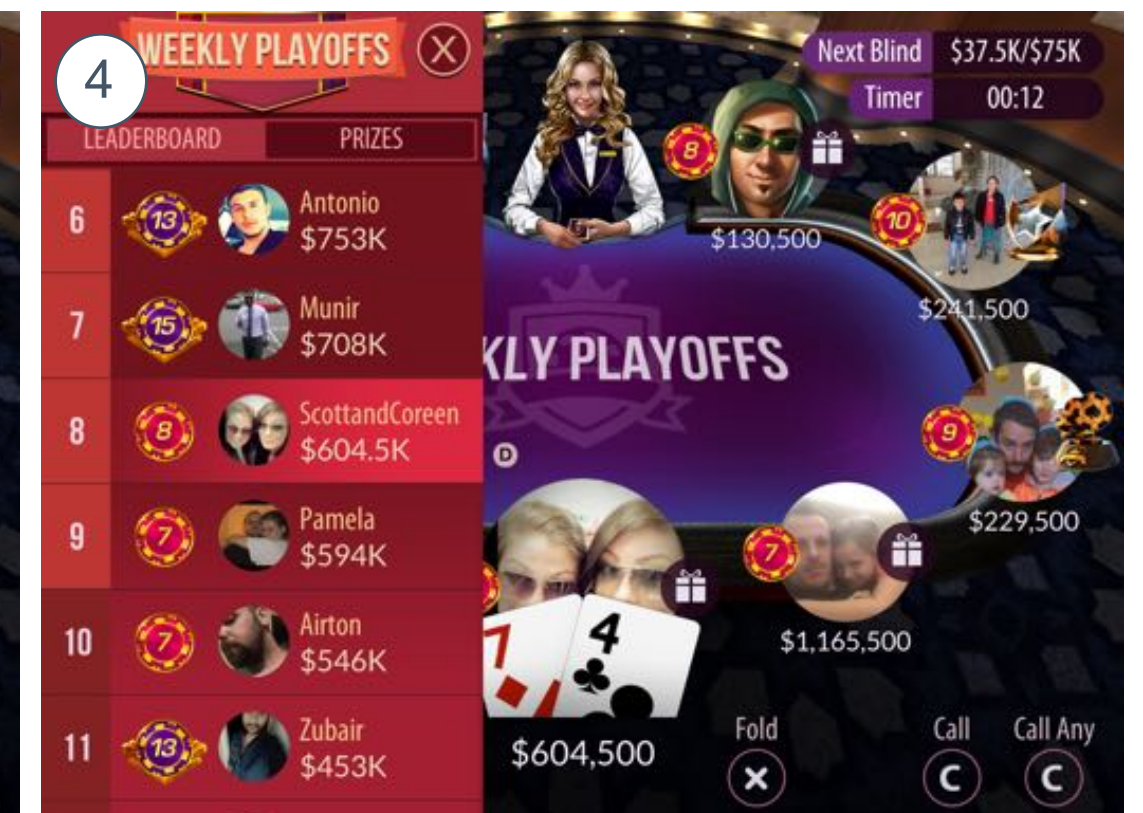 4
WEEKLY PLAYOFFS
X
LEADERBOARD
PRIZES
6
13
Antonio
$753K
7
15
Munir
$708K
8
8
ScottandCoreen
$604.5K
9
7
Pamela
$594K
10
7
Airton
$546K
11
13
Zubair
$453K
Next Blind
$37.5K/$75K
Timer
00:12
8
$130,500
10
$241,500
KLY PLAYOFFS
D
9
$229,500
7
$1,165,500
7
4
$604,500
Fold
X
Call
C
Call Any
C